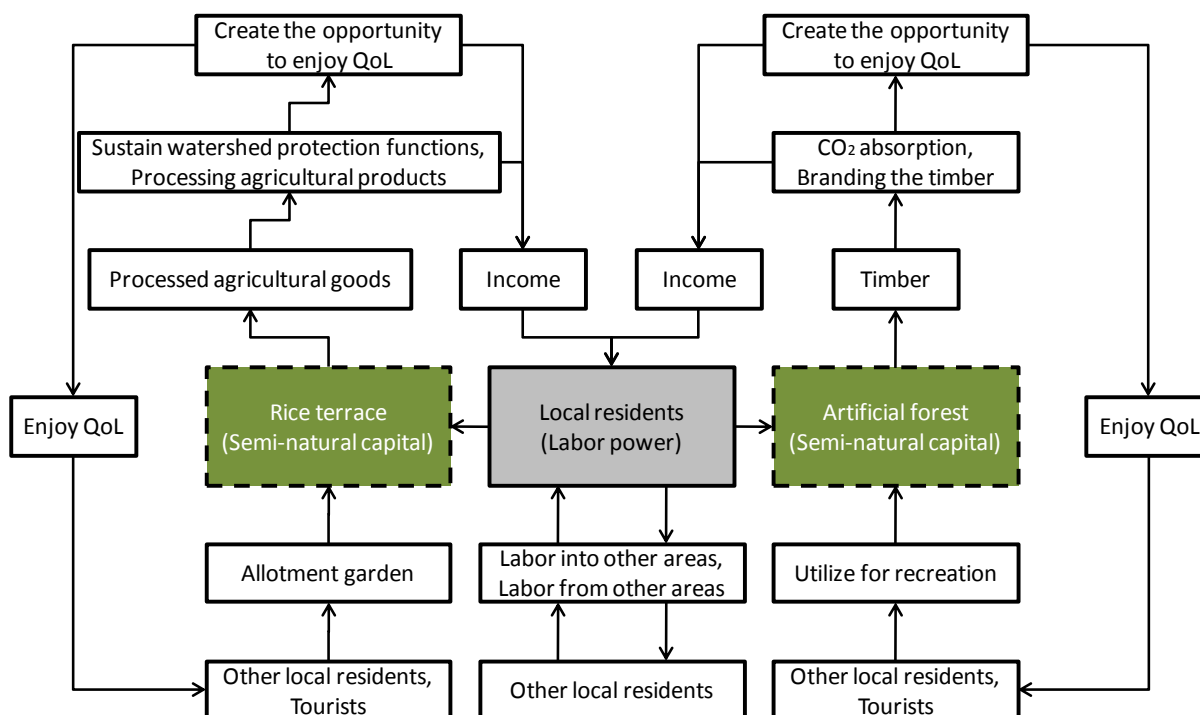 Create the opportunity
to enjoy QoL
Create the opportunity
to enjoy QoL
Sustain watershed protection functions,
Processing agricultural products
CO₂ absorption,
Branding the timber
Processed agricultural goods
Income
Income
Timber
Enjoy QoL
Rice terrace
(Semi-natural capital)
Local residents
(Labor power)
Artificial forest
(Semi-natural capital)
Enjoy QoL
Allotment garden
Labor into other areas,
Labor from other areas
Utilize for recreation
Other local residents,
Tourists
Other local residents
Other local residents,
Tourists